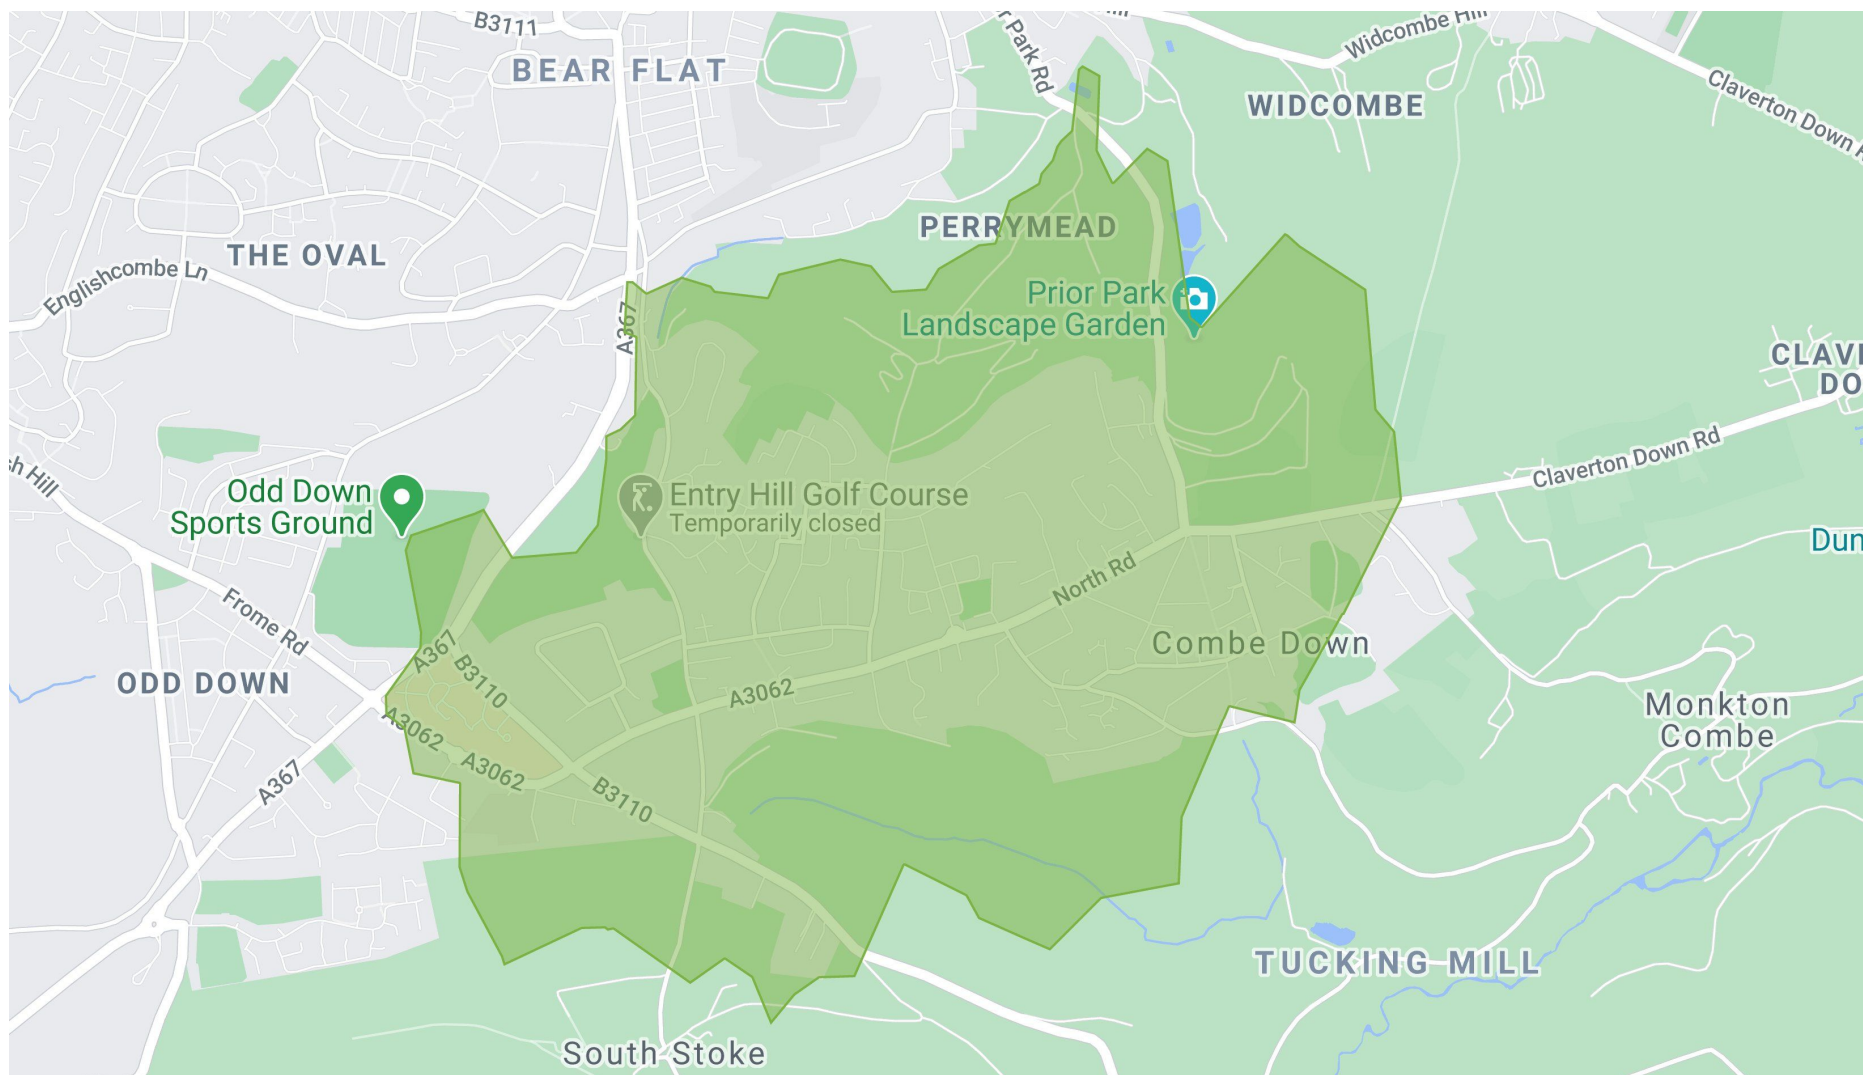 B3111
BEAR FLAT
Park Rd
Widcombe Hill
WIDCOMBE
Claverton Down
THE OVAL
Englishcombe Ln
PERRYMEAD
Prior Park
Landscape Garden
A367
CLAV
DO
Claverton Down Rd
sh Hill
Odd Down
Sports Ground
Entry Hill Golf Course
Temporarily closed
Dun
North Rd
Frome Rd
Combe Down
A367
B3110
ODD DOWN
A3062
A3062
A3062
Monkton
Combe
A367
B3110
TUCKING MILL
South Stoke